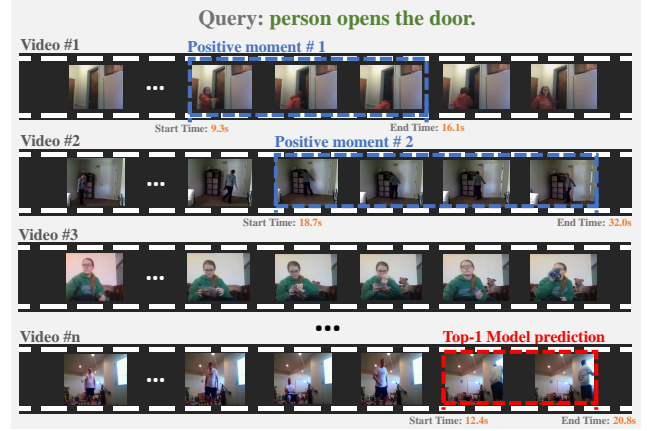 Query: person opens the door.
Video #1
Positive moment # 1
...
Start Time: 9.3s
End Time: 16.1s
Video #2
Positive moment # 2
...
Start Time: 18.7s
End Time: 32.0s
Video #3
...
...
Video #n
Top-1 Model prediction
...
Start Time: 12.4s
End Time: 20.8s